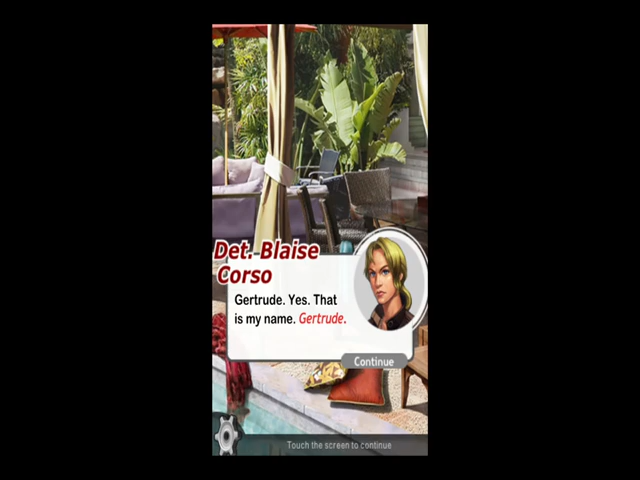 Det. Blaise
Corso
Gertrude. Yes. That
is my name. Gertrude.
Continue
Touch the screen to continue